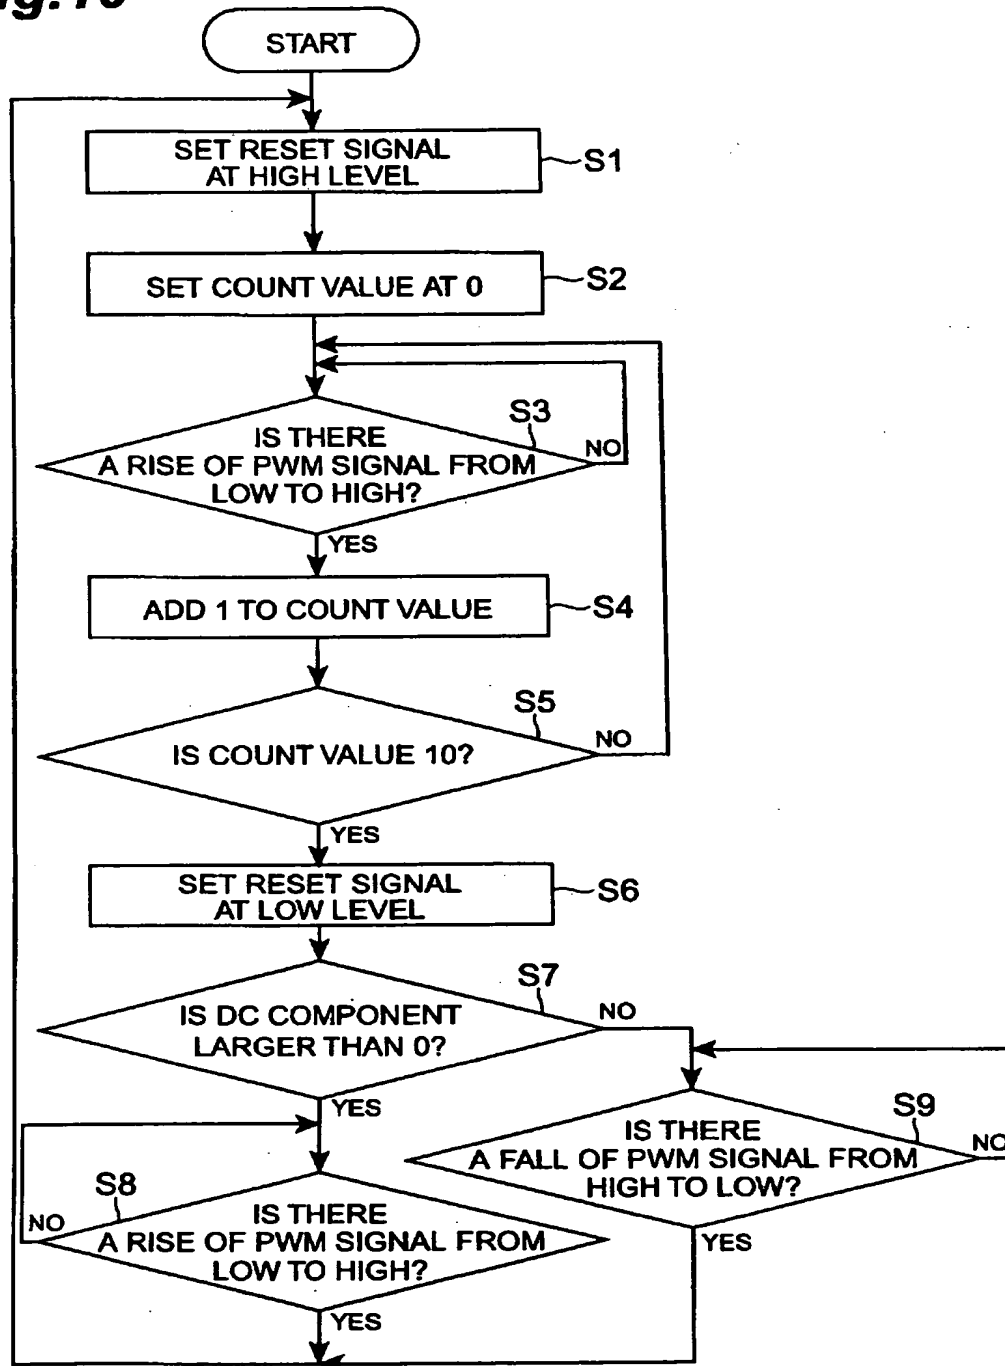 START
SET RESET SIGNAL
AT HIGH LEVEL
S1
SET COUNT VALUE AT 0
S2
S3
IS THERE
A RISE OF PWM SIGNAL FROM
LOW TO HIGH?
NO
YES
ADD 1 TO COUNT VALUE
S4
S5
IS COUNT VALUE 10?
NO
YES
SET RESET SIGNAL
AT LOW LEVEL
S6
S7
IS DC COMPONENT
LARGER THAN 0?
NO
YES
S9
IS THERE
A FALL OF PWM SIGNAL FROM
HIGH TO LOW?
NO
YES
S8
IS THERE
A RISE OF PWM SIGNAL FROM
LOW TO HIGH?
NO
YES